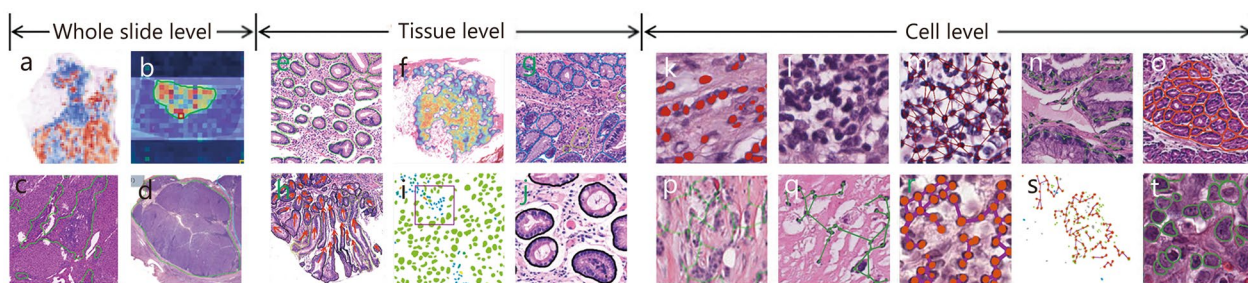 Whole slide level Tissue level Cell level
a b e f g k l m n o
c d h i j p q r s t